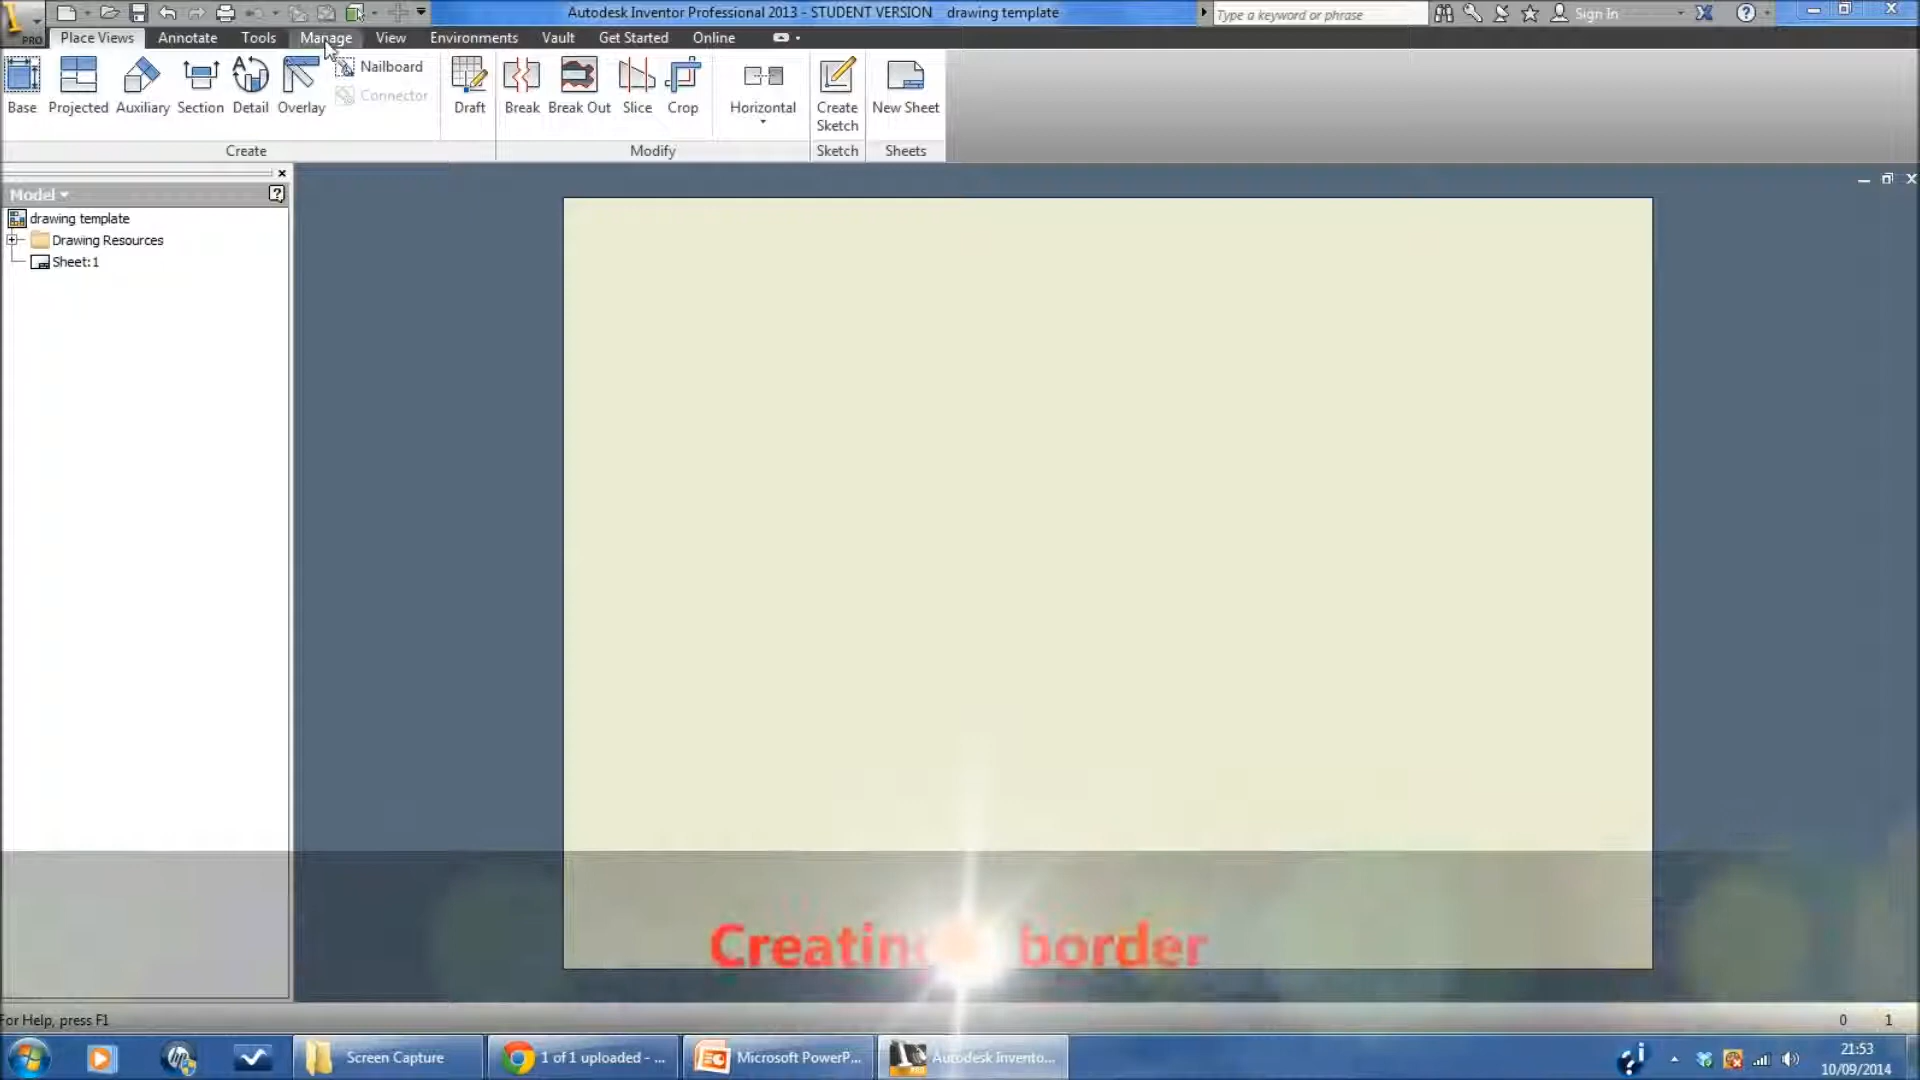 Autodesk Inventor Professional 2013 - STUDENT VERSION drawing template
Type a keyword or phrase
Sign In
PRO
Place Views Annotate Tools Manage View Environments Vault Get Started Online
Nailboard
Connector
Base Projected Auxiliary Section Detail Overlay Draft Break Break Out Slice Crop Horizontal Create Sketch New Sheet
Create Modify Sketch Sheets
Model
drawing template
Drawing Resources
Sheet:1
border
For Help, press F1
0 1
Screen Capture
1 of 1 uploaded - ...
Microsoft PowerP...
Autodesk Invento...
21:53
10/09/2014